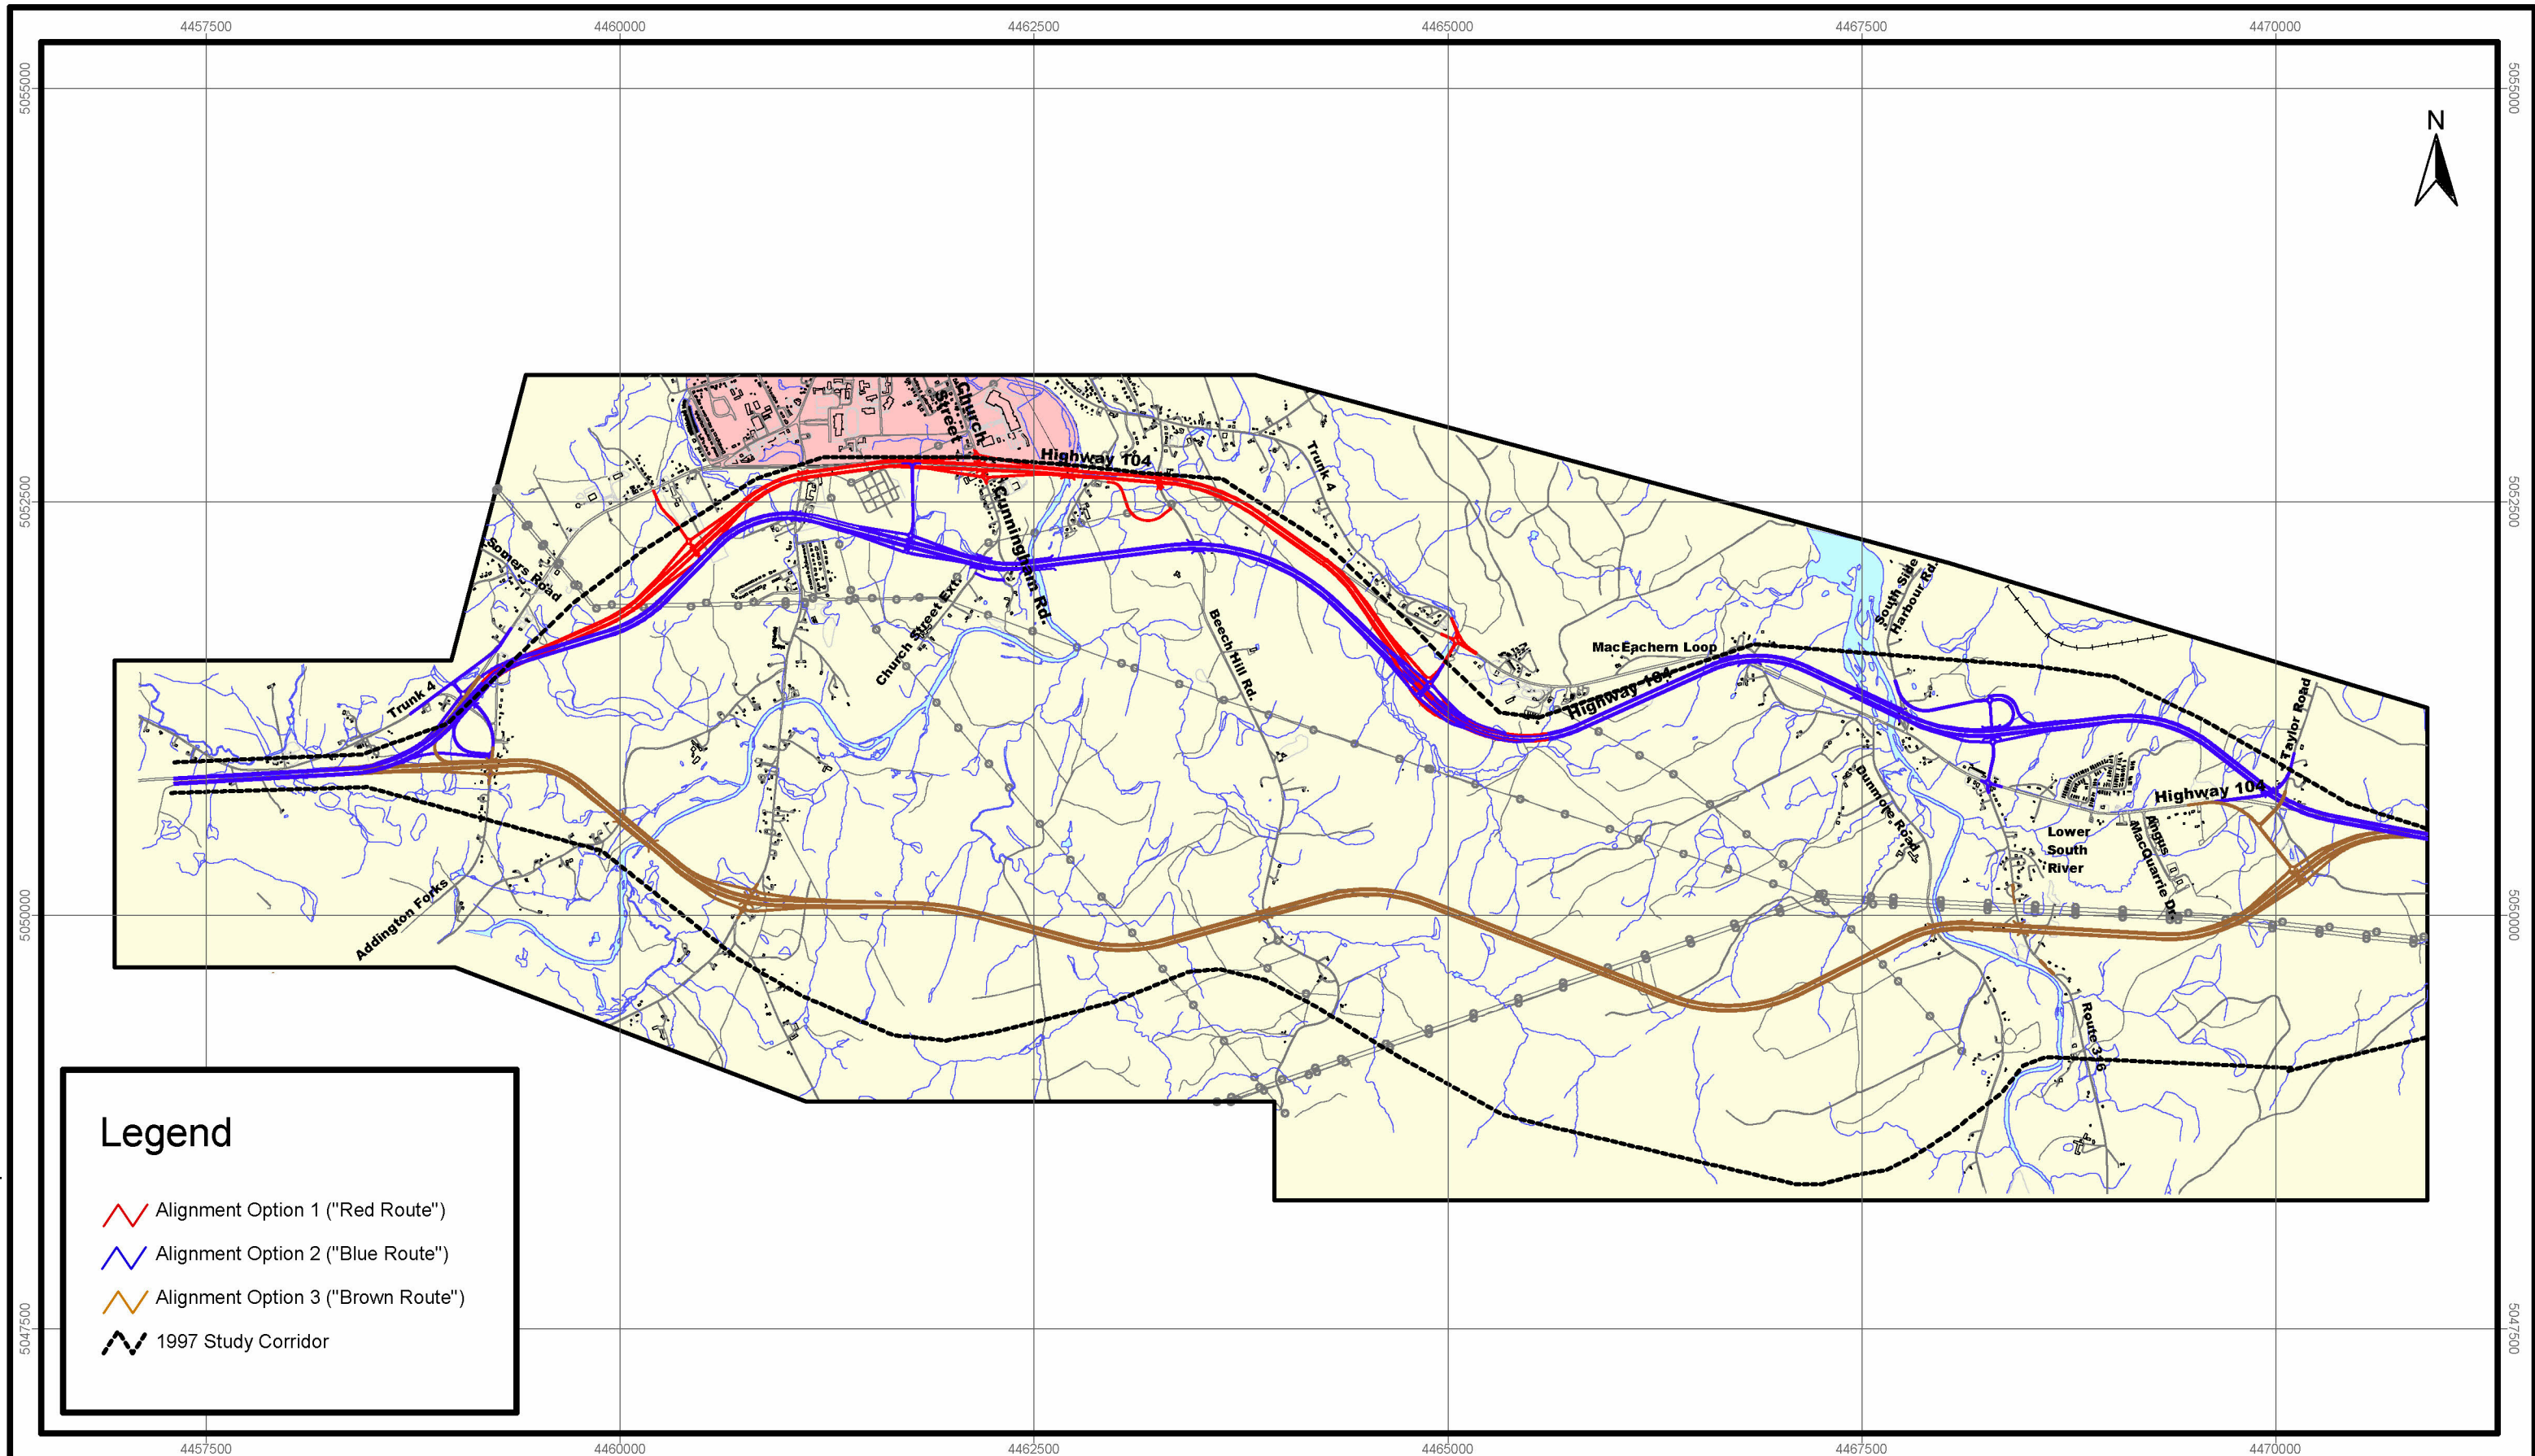 4457500 4460000 4462500 4465000 4467500 4470000
5055000
5055000
N
Church
Street
Highway 104
Trunk 4
5052500
5052500
Cunningham Rd.
Somers Road
South Side
Harbour Rd.
Church Street Ext.
Beech Hill Rd.
MacEachern Loop
Highway 104
Trunk 4
Taylor Road
Dunmore Road
Highway 104
Lower
South
River
Angus
MacQuarrie Dr.
Addington Forks
5050000
5050000
Route 316
Legend
Alignment Option 1 ("Red Route")
Alignment Option 2 ("Blue Route")
Alignment Option 3 ("Brown Route")
1997 Study Corridor
5047500
5047500
4457500 4460000 4462500 4465000 4467500 4470000